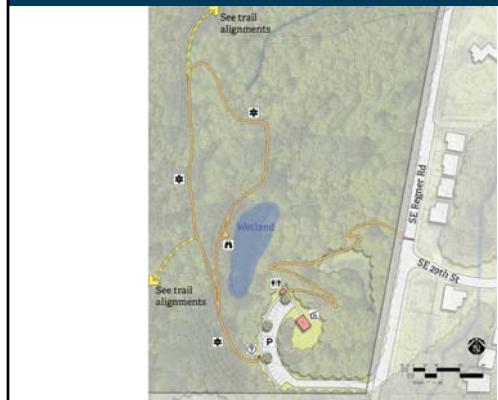 See trail
alignments
Wetland
SE Regner Rd
SE 29th St
See trail
alignments
P
N